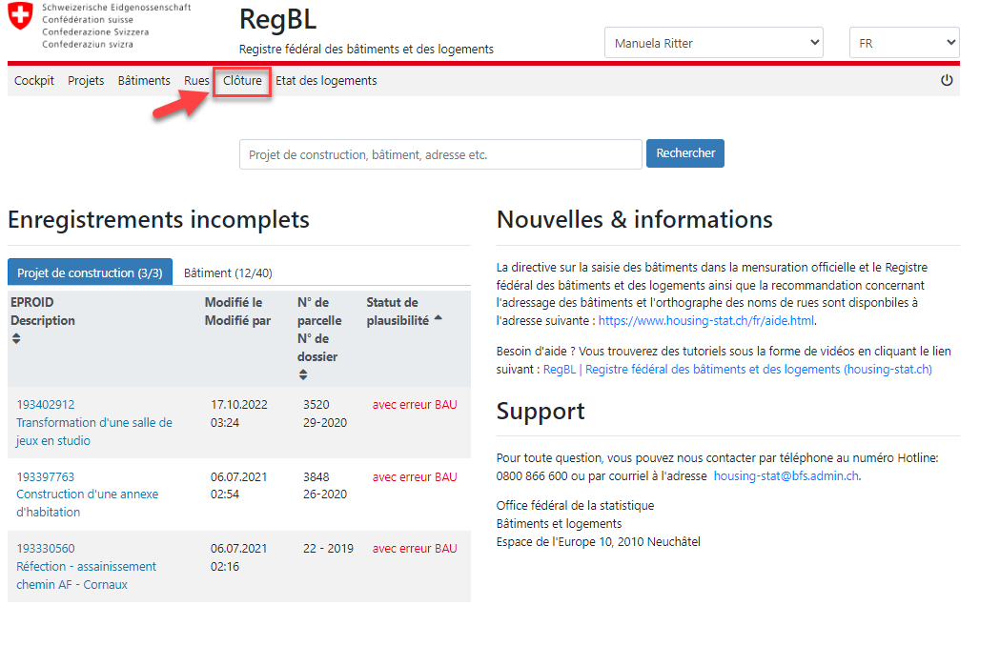 Schweizerische Eidgenossenschaft
Confédération suisse
Confederazione Svizzera
Confederaziun svizra
RegBL
Registre fédéral des bâtiments et des logements
Manuela Ritter
FR
Cockpit Projets Bâtiments Rues Clôture Etat des logements
Projet de construction, bâtiment, adresse etc.
Rechercher
Enregistrements incomplets
Projet de construction (3/3) Bâtiment (12/40)
EPROID
Description
Modifié le
Modifié par
N° de
parcelle
N° de
dossier
Statut de
plausibilité
193402912
Transformation d'une salle de
jeux en studio
17.10.2022
03:24
3520
29-2020
avec erreur BAU
193397763
Construction d'une annexe
d'habitation
06.07.2021
02:54
3848
26-2020
avec erreur BAU
193330560
Réfection - assainissement
chemin AF - Cornaux
06.07.2021
02:16
22 - 2019
avec erreur BAU
Nouvelles & informations
La directive sur la saisie des bâtiments dans la mensuration officielle et le Registre
fédéral des bâtiments et des logements ainsi que la recommandation concernant
l'adressage des bâtiments et l'orthographe des noms de rues sont disponbiles à
l'adresse suivante : https://www.housing-stat.ch/fr/aide.html.
Besoin d'aide ? Vous trouverez des tutoriels sous la forme de vidéos en cliquant le lien
suivant : RegBL | Registre fédéral des bâtiments et des logements (housing-stat.ch)
Support
Pour toute question, vous pouvez nous contacter par téléphone au numéro Hotline:
0800 866 600 ou par courriel à l'adresse housing-stat@bfs.admin.ch.
Office fédéral de la statistique
Bâtiments et logements
Espace de l'Europe 10, 2010 Neuchâtel